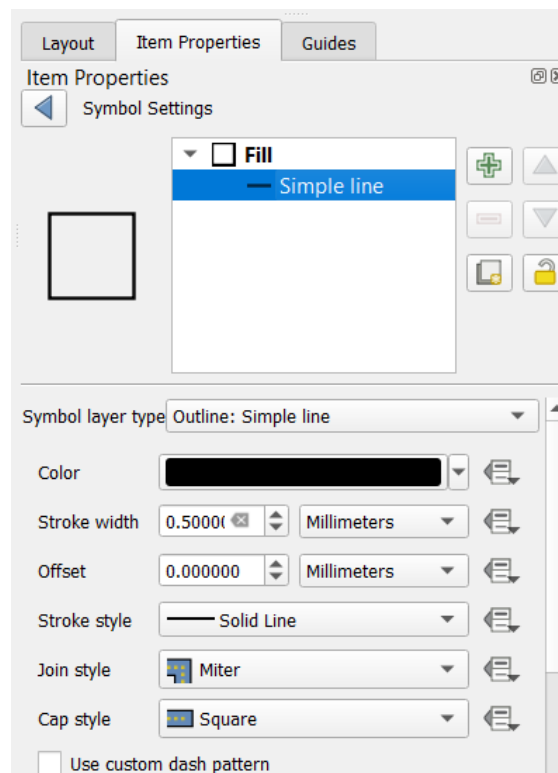 Layout
Item Properties
Guides
Item Properties
Symbol Settings
Fill
Simple line
Symbol layer type Outline: Simple line
Color
Stroke width 0.5000( Millimeters
Offset 0.000000 Millimeters
Stroke style Solid Line
Join style Miter
Cap style Square
Use custom dash pattern